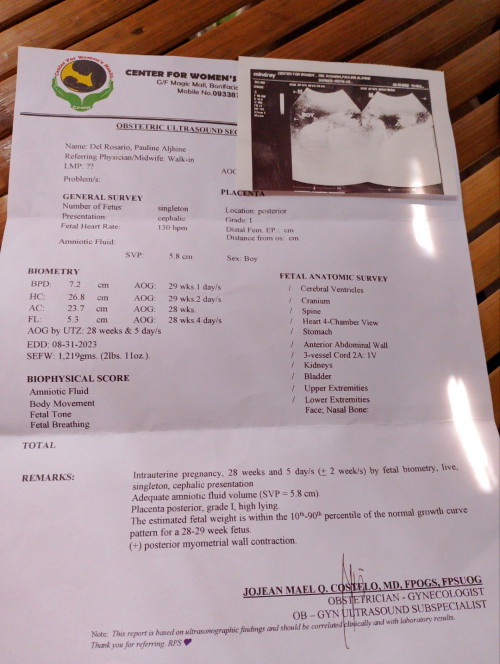 Center For Women's Health
CENTER FOR WOMEN'S
G/F Magic Mall, Bonifacio
Mobile No.09338
mindray
BOY
OBSTETRIC ULTRASOUND
Name: Del Rosario, Pauline Aljhine
Referring Physician/Midwife: Walk-in
LMP: ??
AOG
Problem/s:
GENERAL SURVEY
Number of Fetus: singleton
Presentation: cephalic
Fetal Heart Rate: 130 bpm
Amniotic Fluid:
SVP: 5.8 cm
PLACENTA
Location: posterior
Grade: I
Distal Fem. EP.: cm
Distance from os: cm
Sex: Boy
BIOMETRY
BPD: 7.2 cm AOG: 29 wks 1 day/s
HC: 26.8 cm AOG: 29 wks 2 day/s
AC: 23.7 cm AOG: 28 wks
FL: 5.3 cm AOG: 28 wks 4 day/s
AOG by UTZ: 28 weeks & 5 day/s
EDD: 08-31-2023
SEFW: 1,219gms. (2lbs. 11oz.).
FETAL ANATOMIC SURVEY
/ Cerebral Ventricles
/ Cranium
/ Spine
/ Heart 4-Chamber View
/ Stomach
/ Anterior Abdominal Wall
/ 3-vessel Cord 2A: 1V
/ Kidneys
/ Bladder
/ Upper Extremities
/ Lower Extremities
Face; Nasal Bone:
BIOPHYSICAL SCORE
Amniotic Fluid
Body Movement
Fetal Tone
Fetal Breathing
TOTAL
REMARKS:
Intrauterine pregnancy, 28 weeks and 5 day/s (± 2 week/s) by fetal biometry, live,
singleton, cephalic presentation
Adequate amniotic fluid volume (SVP = 5.8 cm).
Placenta posterior, grade I, high lying.
The estimated fetal weight is within the 10th-90th percentile of the normal growth curve
pattern for a 28-29 week fetus.
(+) posterior myometrial wall contraction.
JOJEAN MAEL Q. COSTELO, MD, FPOGS, FPSUOG
OBSTETRICIAN - GYNECOLOGIST
OB – GYN ULTRASOUND SUBSPECIALIST
Note: This report is based on ultrasonographic findings and should be correlated clinically and with laboratory results.
Thank you for referring. RPS 💜